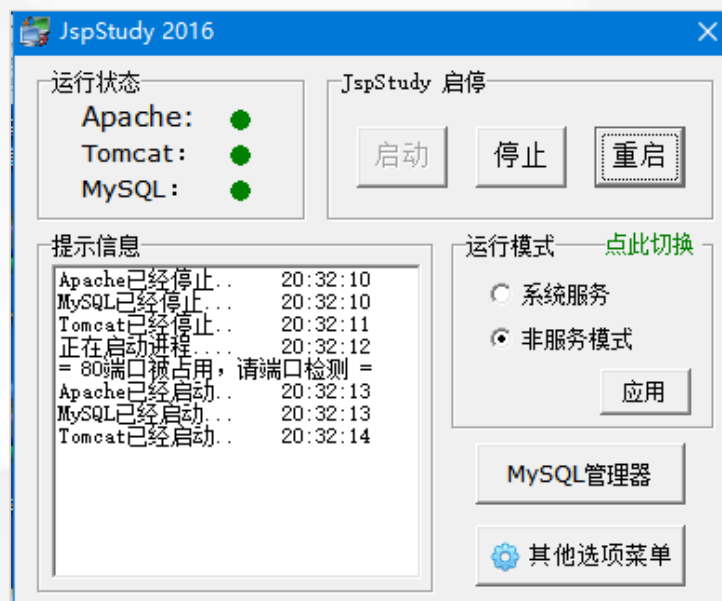 JspStudy 2016
运行状态
Apache:
Tomcat:
MySQL:
JspStudy 启停
启动
停止
重启
提示信息
Apache已经停止.. 20:32:10
MySQL已经停止... 20:32:10
Tomcat已经停止.. 20:32:11
正在启动进程.... 20:32:12
= 80端口被占用，请端口检测 =
Apache已经启动.. 20:32:13
MySQL已经启动... 20:32:13
Tomcat已经启动.. 20:32:14
运行模式
点此切换
系统服务
非服务模式
应用
MySQL管理器
其他选项菜单